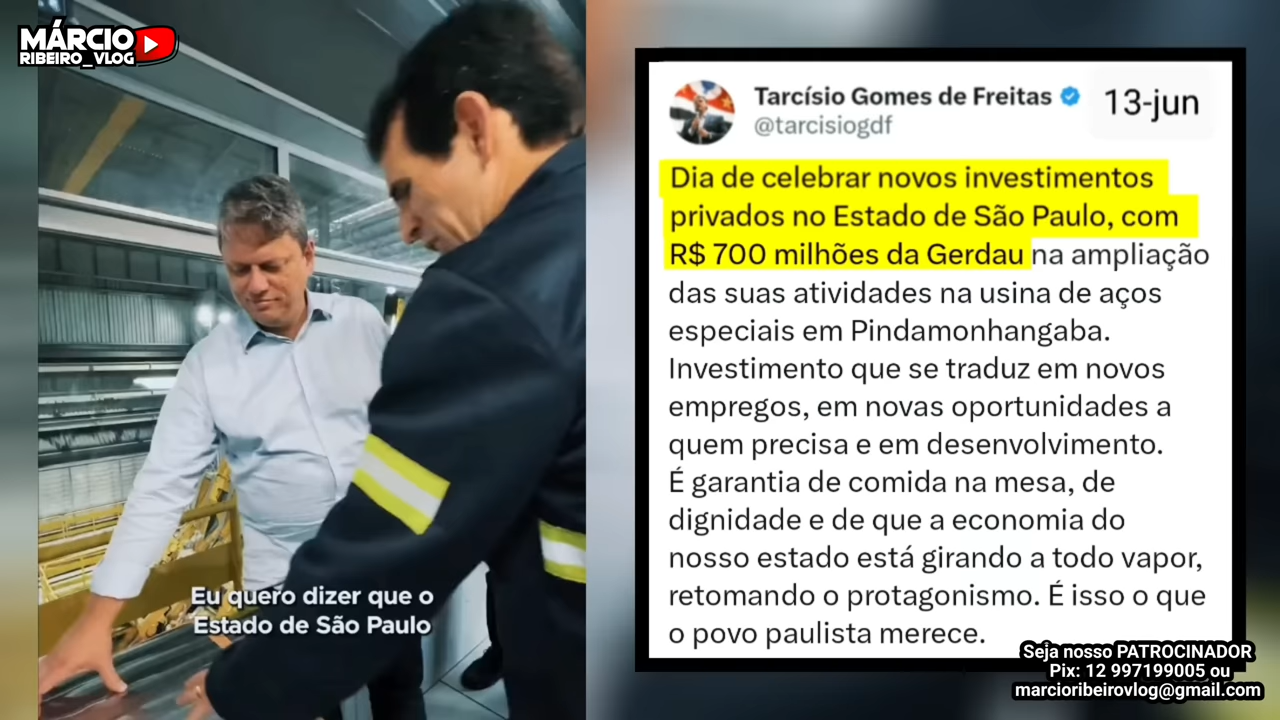 MÁRCIO
RIBEIRO_VLOG
Tarcísio Gomes de Freitas
13-jun
@tarcisiogdf
Dia de celebrar novos investimentos
privados no Estado de São Paulo, com
R$ 700 milhões da Gerdau na ampliação
das suas atividades na usina de aços
especiais em Pindamonhangaba.
Investimento que se traduz em novos
empregos, em novas oportunidades a
quem precisa e em desenvolvimento.
É garantia de comida na mesa, de
dignidade e de que a economia do
nosso estado está girando a todo vapor,
retomando o protagonismo. É isso o que
o povo paulista merece.
Eu quero dizer que o
Estado de São Paulo
Seja nosso PATROCINADOR
Pix: 12 997199005 ou
marcioribeirovlog@gmail.com